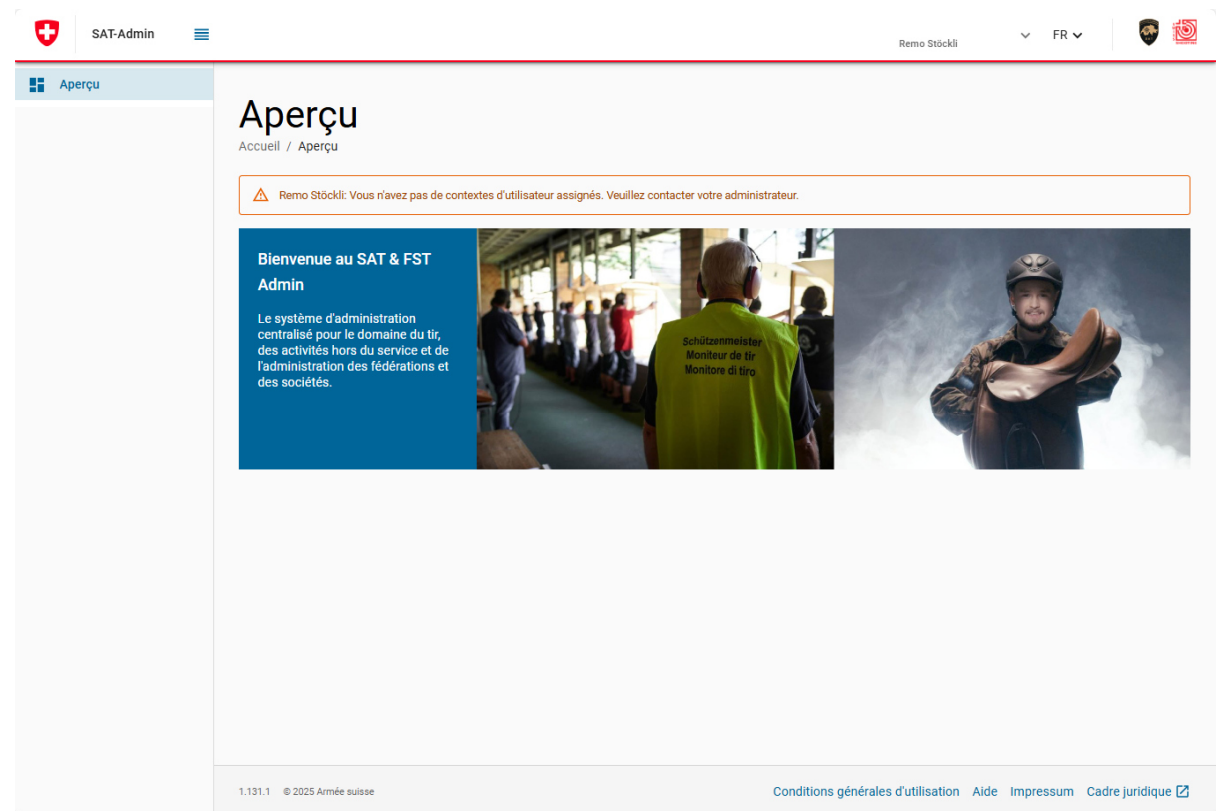 SAT-Admin
Remo Stöckli
FR
Aperçu
Aperçu
Accueil / Aperçu
Remo Stöckli: Vous n'avez pas de contextes d'utilisateur assignés. Veuillez contacter votre administrateur.
Bienvenue au SAT & FST
Admin
Le système d'administration
centralisé pour le domaine du tir,
des activités hors du service et de
l'administration des fédérations et
des sociétés.
Schützenmeister
Moniteur de tir
Monitore di tiro
1.131.1 © 2025 Armée suisse
Conditions générales d'utilisation Aide Impressum Cadre juridique